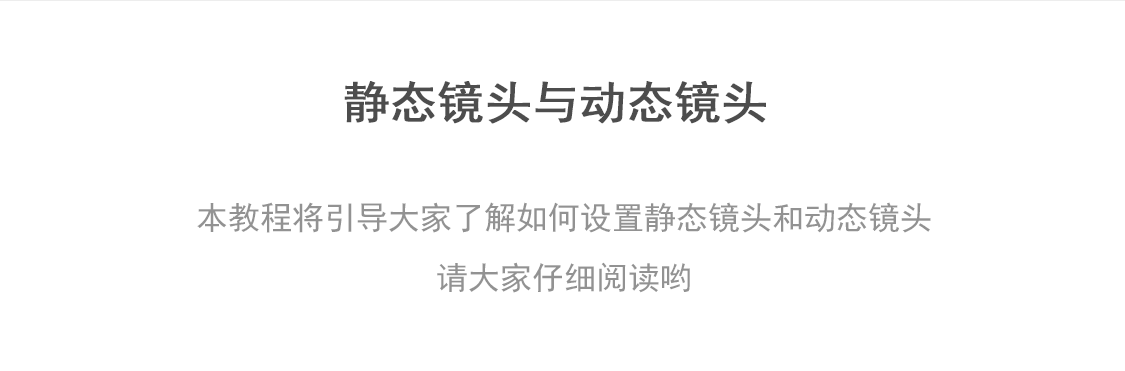 静态镜头与动态镜头
本教程将引导大家了解如何设置静态镜头和动态镜头
请大家仔细阅读哟